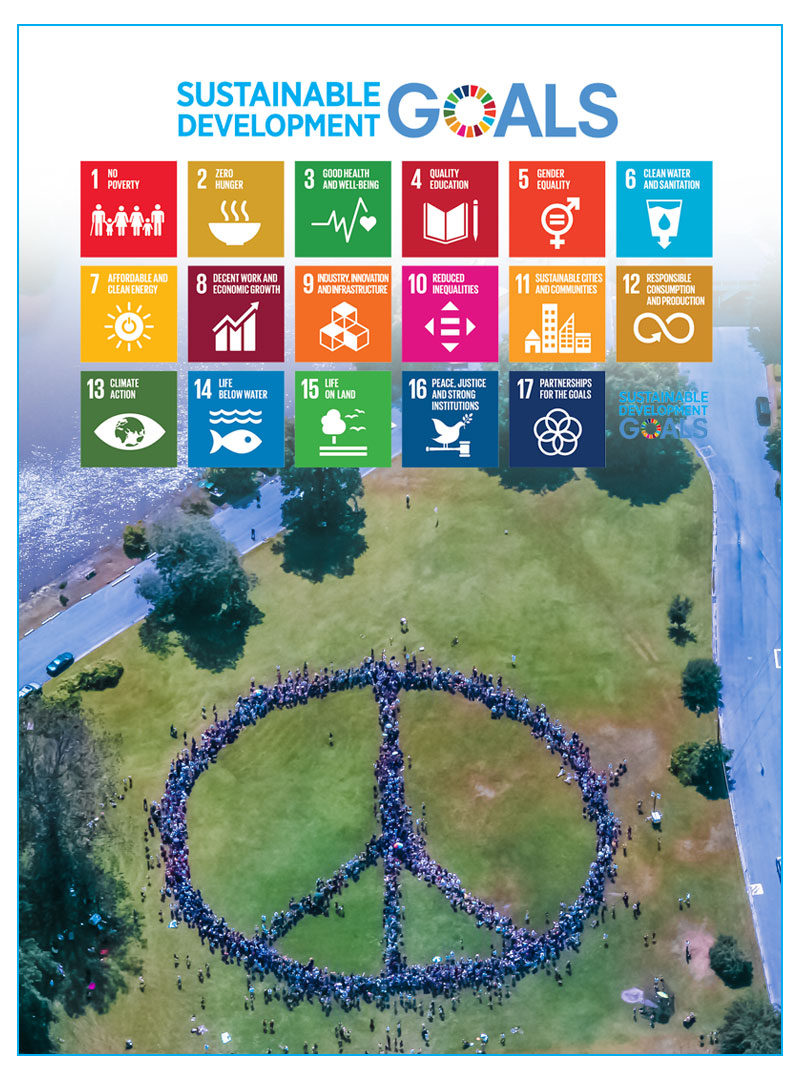 SUSTAINABLE
DEVELOPMENT
GOALS
1 NO
POVERTY
2 ZERO
HUNGER
3 GOOD HEALTH
AND WELL-BEING
4 QUALITY
EDUCATION
5 GENDER
EQUALITY
6 CLEAN WATER
AND SANITATION
7 AFFORDABLE AND
CLEAN ENERGY
8 DECENT WORK AND
ECONOMIC GROWTH
9 INDUSTRY, INNOVATION
AND INFRASTRUCTURE
10 REDUCED
INEQUALITIES
11 SUSTAINABLE CITIES
AND COMMUNITIES
12 RESPONSIBLE
CONSUMPTION
AND PRODUCTION
13 CLIMATE
ACTION
14 LIFE
BELOW WATER
15 LIFE
ON LAND
16 PEACE, JUSTICE
AND STRONG
INSTITUTIONS
17 PARTNERSHIPS
FOR THE GOALS
SUSTAINABLE
DEVELOPMENT
GOALS